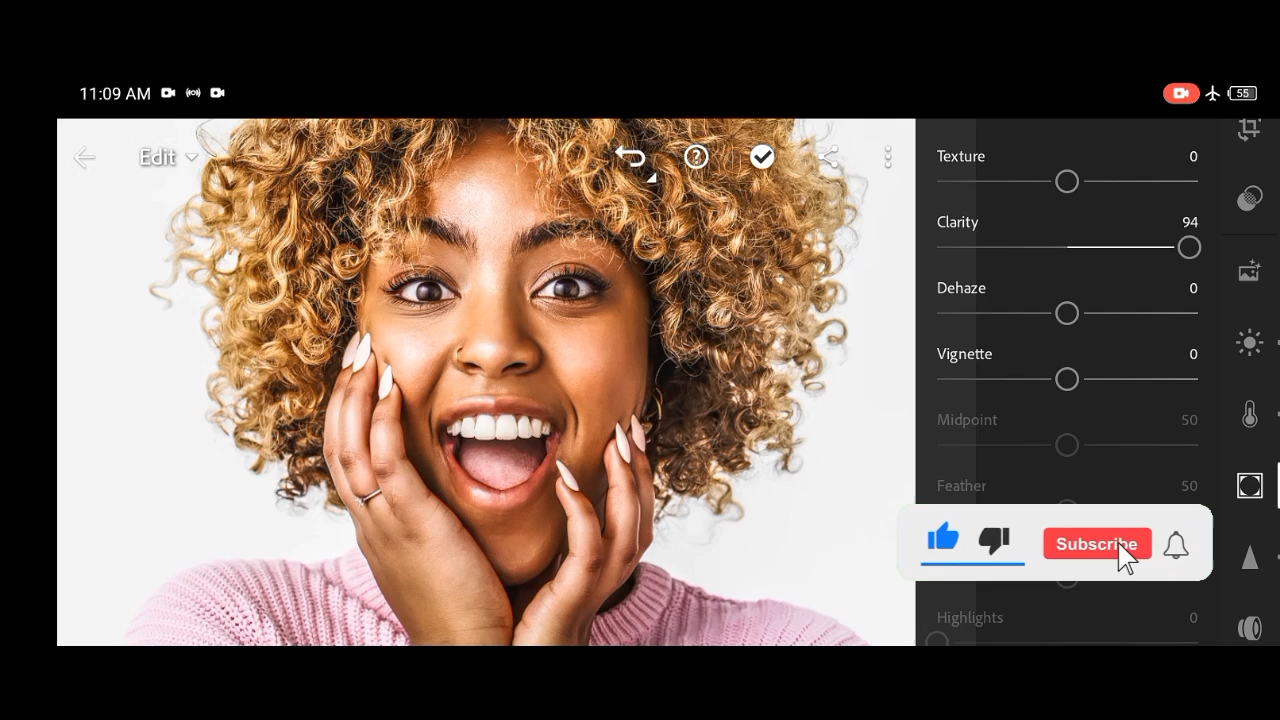 11:09 AM
55
Edit
Texture 0
Clarity 94
Dehaze 0
Vignette 0
Midpoint 50
Feather 50
Subscribe
Highlights 0